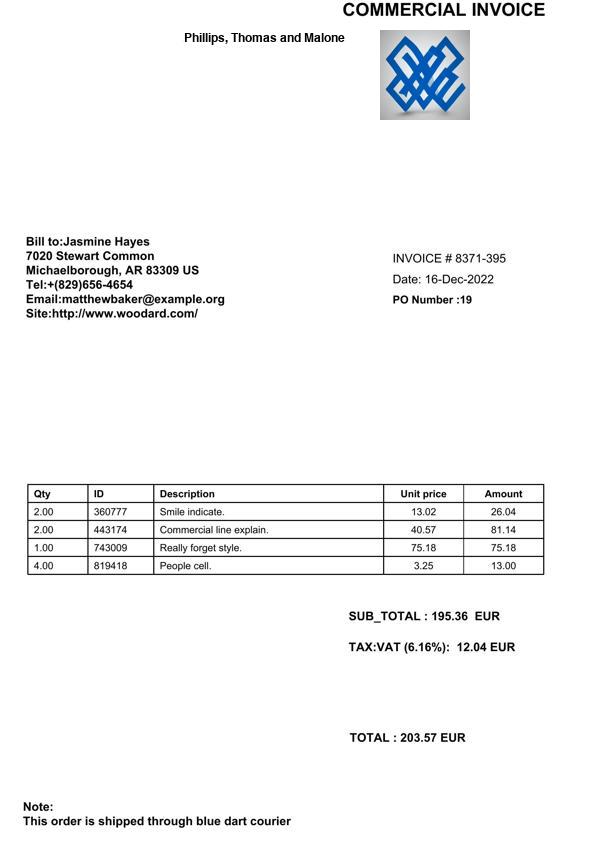 COMMERCIAL INVOICE
Phillips, Thomas and Malone
Bill to:Jasmine Hayes
7020 Stewart Common
Michaelborough, AR 83309 US
Tel:+(829)656-4654
Email:matthewbaker@example.org
Site:http://www.woodard.com/
INVOICE # 8371-395
Date: 16-Dec-2022
PO Number :19
Qty ID Description Unit price Amount
2.00 360777 Smile indicate. 13.02 26.04
2.00 443174 Commercial line explain. 40.57 81.14
1.00 743009 Really forget style. 75.18 75.18
4.00 819418 People cell. 3.25 13.00
SUB_TOTAL : 195.36 EUR
TAX:VAT (6.16%): 12.04 EUR
TOTAL : 203.57 EUR
Note:
This order is shipped through blue dart courier